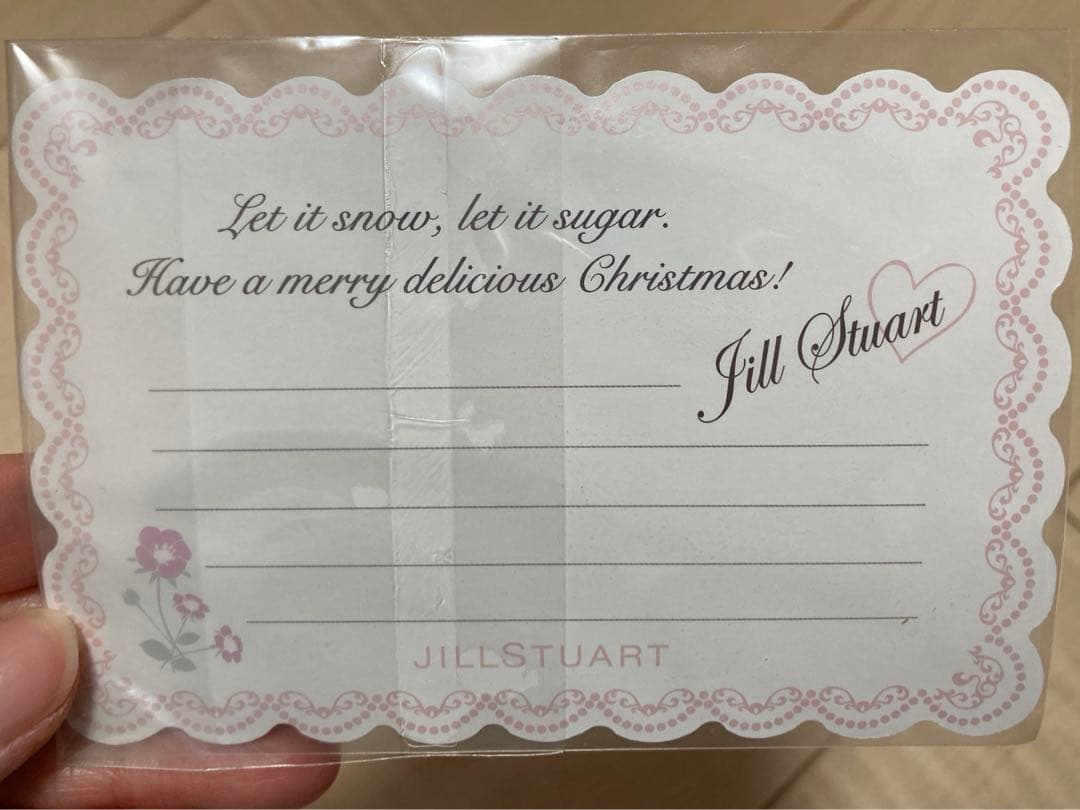 Let it snow, let it sugar.
Have a merry delicious Christmas!
Jill Stuart
JILLSTUART